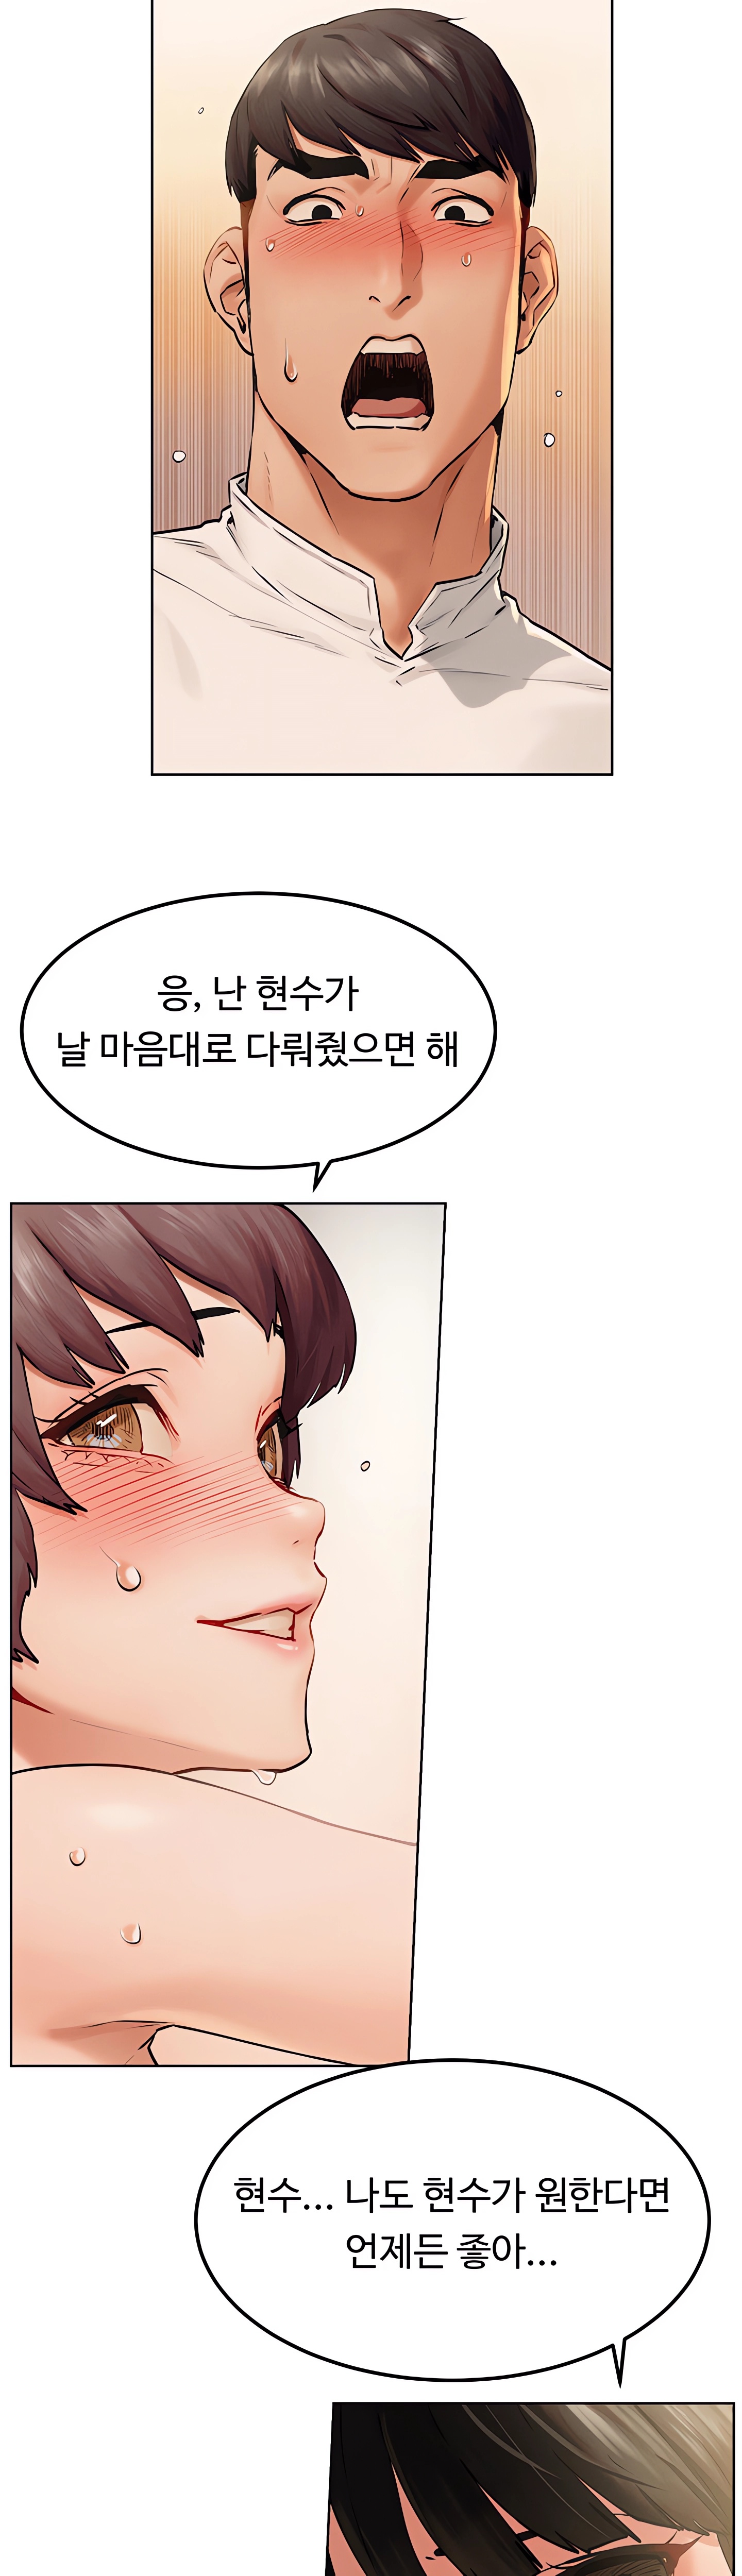 응, 난 현수가
날 마음대로 다뤄줬으면 해
현수... 나도 현수가 원한다면
언제든 좋아...